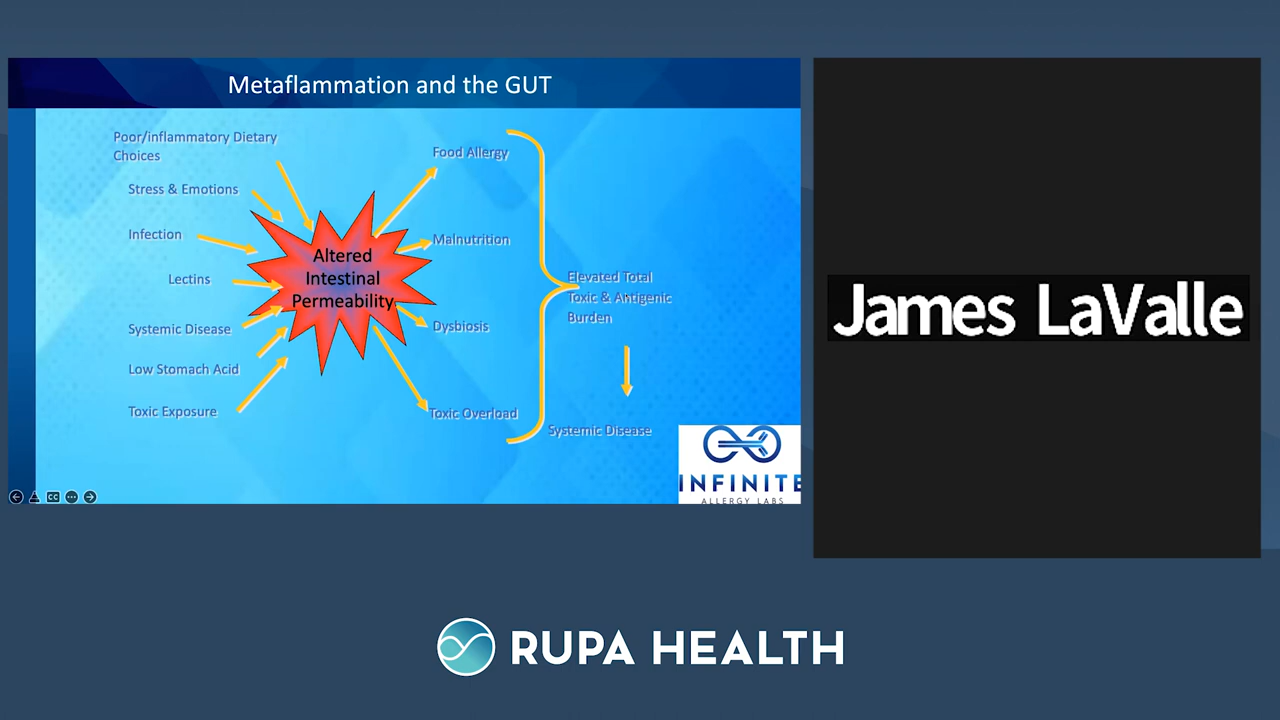 Metaflammation and the GUT
Poor/inflammatory Dietary
Choices
Stress & Emotions
Infection
Lectins
Systemic Disease
Low Stomach Acid
Toxic Exposure
Altered
Intestinal
Permeability
Food Allergy
Malnutrition
Dysbiosis
Toxic Overload
Elevated Total
Toxic & Antigenic
Burden
Systemic Disease
INFINITE
ALLERGY LABS
CC
James LaValle
RUPA HEALTH